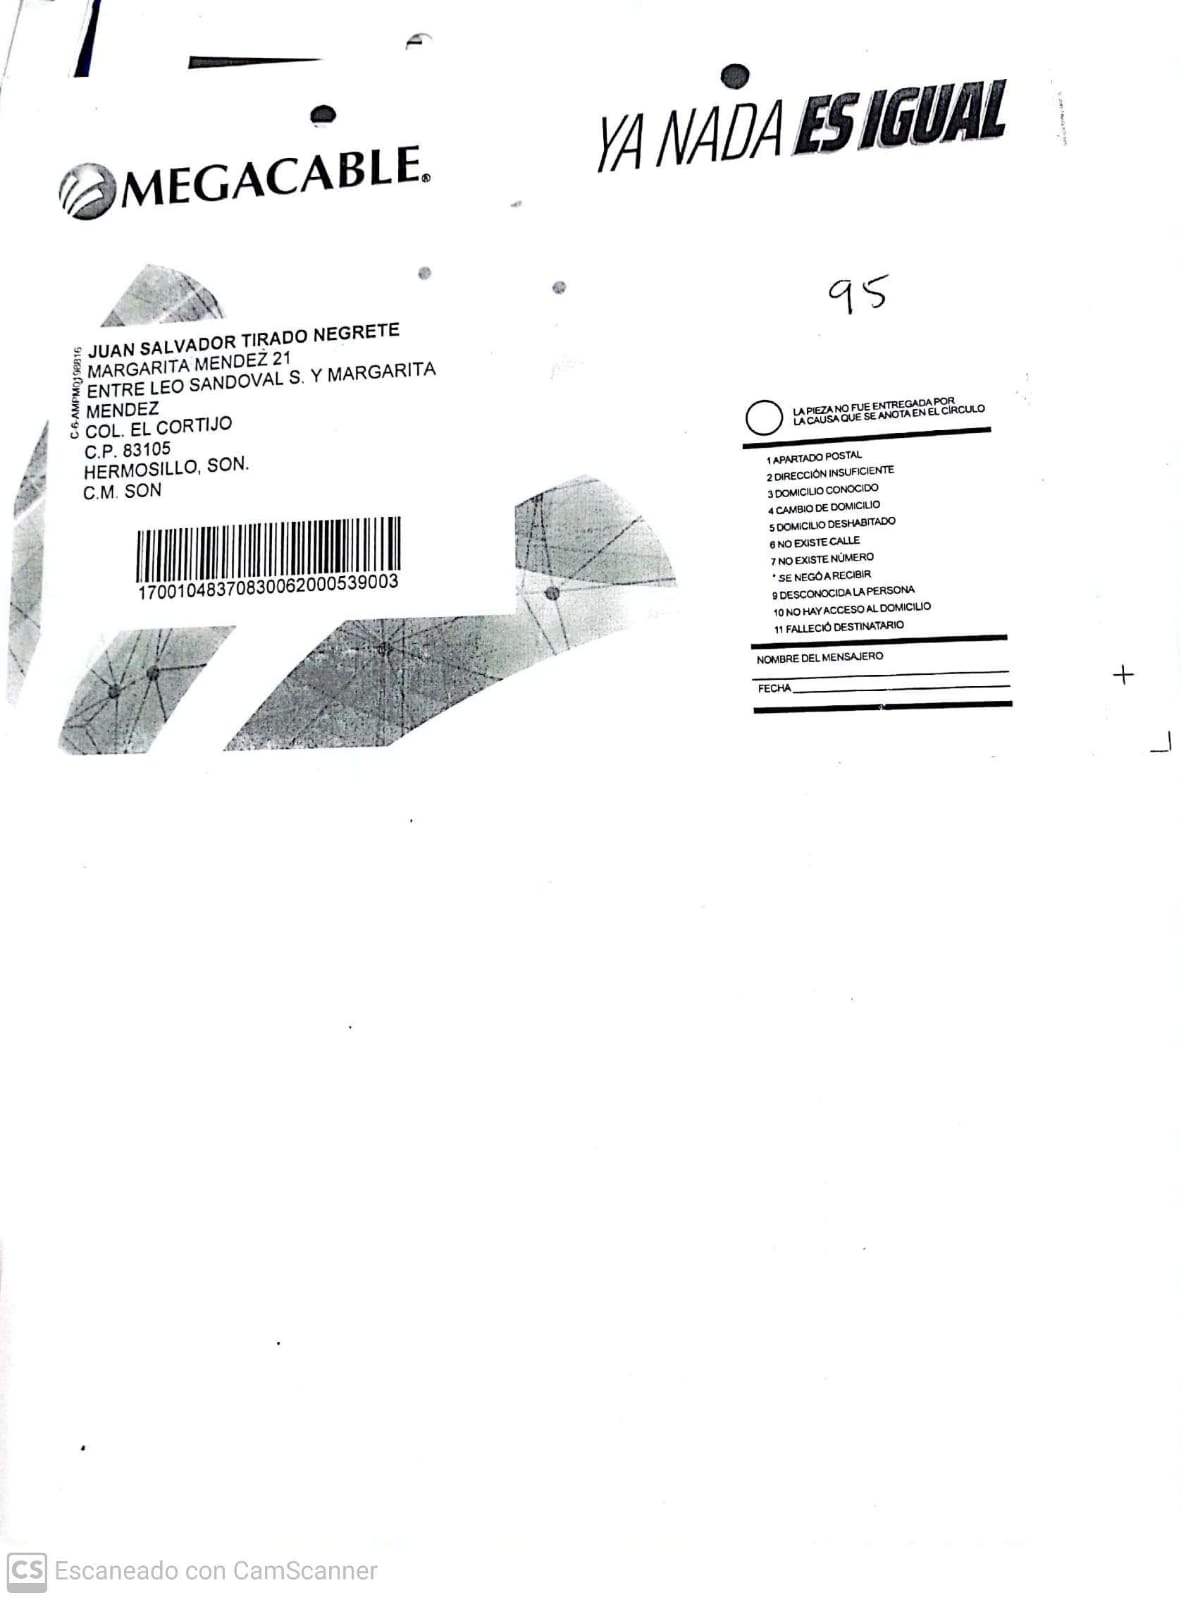 MEGACABLE®
YA NADA ES IGUAL
95
C-6.AMPM0198816
JUAN SALVADOR TIRADO NEGRETE
MARGARITA MENDEZ 21
ENTRE LEO SANDOVAL S. Y MARGARITA
MENDEZ
COL. EL CORTIJO
C.P. 83105
HERMOSILLO, SON.
C.M. SON
17001048370830062000539003
LA PIEZA NO FUE ENTREGADA POR
LA CAUSA QUE SE ANOTA EN EL CÍRCULO
1 APARTADO POSTAL
2 DIRECCIÓN INSUFICIENTE
3 DOMICILIO CONOCIDO
4 CAMBIO DE DOMICILIO
5 DOMICILIO DESHABITADO
6 NO EXISTE CALLE
7 NO EXISTE NÚMERO
* SE NEGÓ A RECIBIR
9 DESCONOCIDA LA PERSONA
10 NO HAY ACCESO AL DOMICILIO
11 FALLECIÓ DESTINATARIO
NOMBRE DEL MENSAJERO
FECHA
CS Escaneado con CamScanner